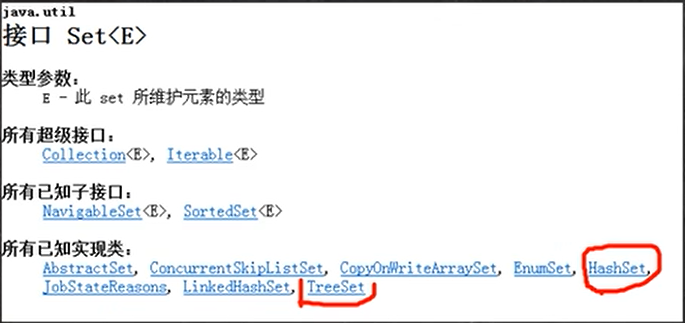 java.util
接口 Set<E>
类型参数：
E - 此 set 所维护元素的类型
所有超级接口：
Collection<E>, Iterable<E>
所有已知子接口：
NavigableSet<E>, SortedSet<E>
所有已知实现类：
AbstractSet, ConcurrentSkipListSet, CopyOnWriteArraySet, EnumSet, HashSet,
JobStateReasons, LinkedHashSet, TreeSet